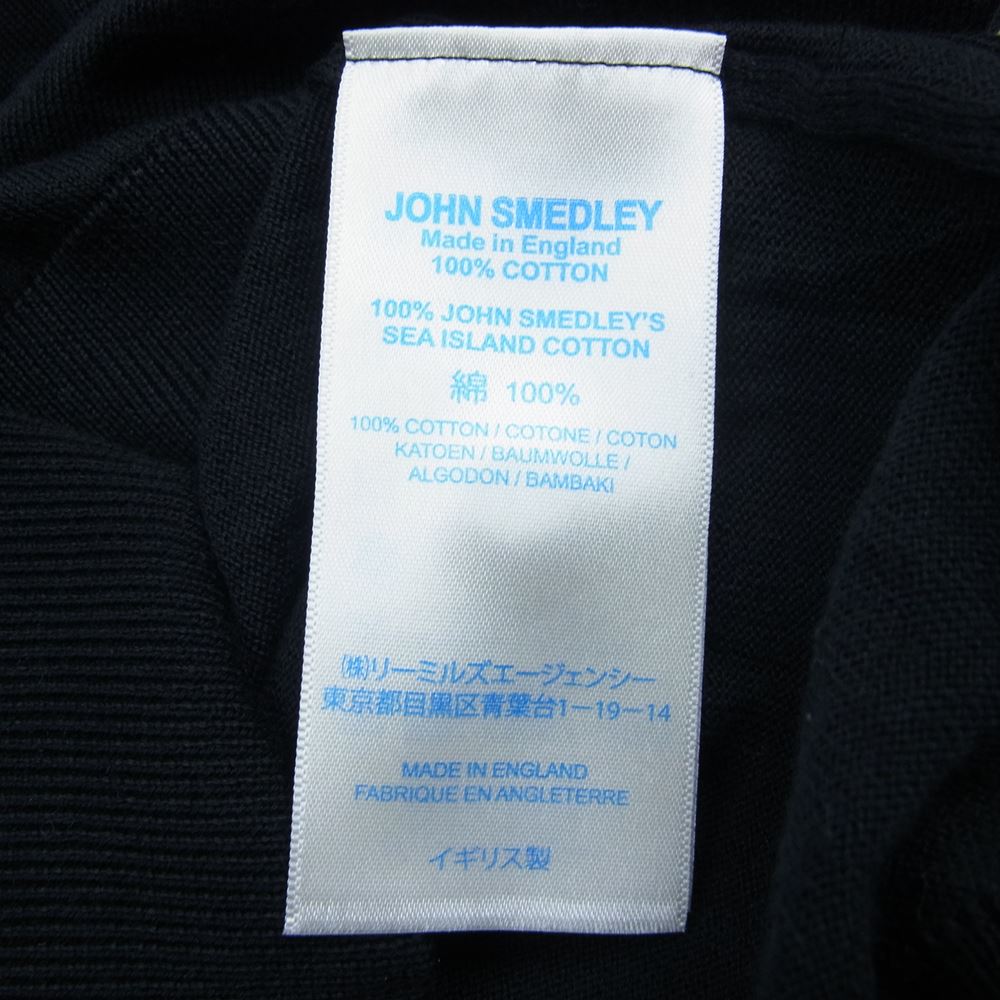 JOHN SMEDLEY
Made in England
100% COTTON
100% JOHN SMEDLEY'S
SEA ISLAND COTTON
綿 100%
100% COTTON / COTONE / COTON
KATOEN / BAUMWOLLE /
ALGODON / BAMBAKI
㈱リーミルズエージェンシー
東京都目黒区青葉台1−19−14
MADE IN ENGLAND
FABRIQUE EN ANGLETERRE
イギリス製